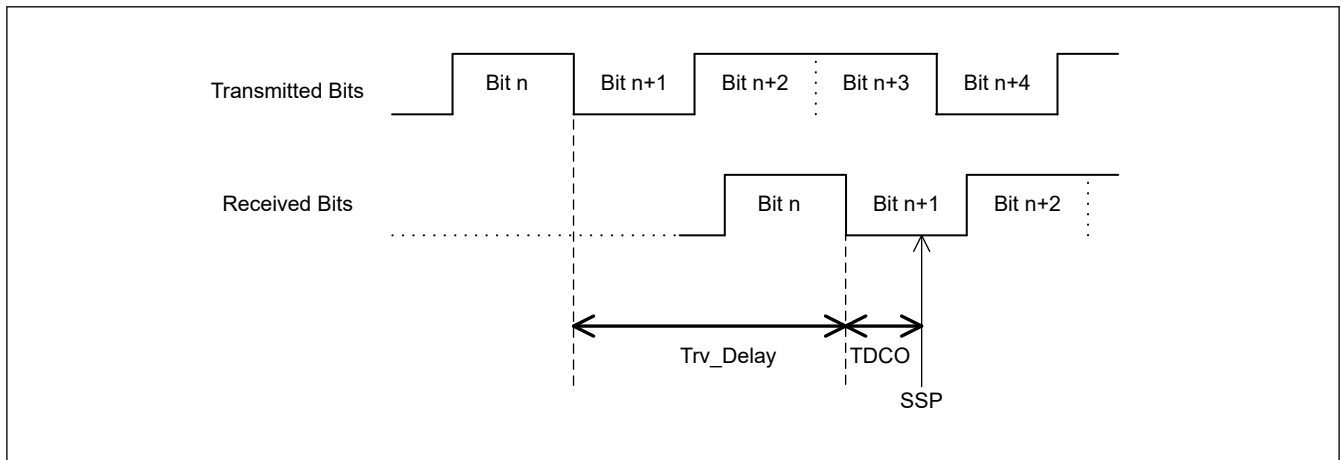 Transmitted Bits
Bit n
Bit n+1
Bit n+2
Bit n+3
Bit n+4
Received Bits
Bit n
Bit n+1
Bit n+2
Trv_Delay
TDCO
SSP